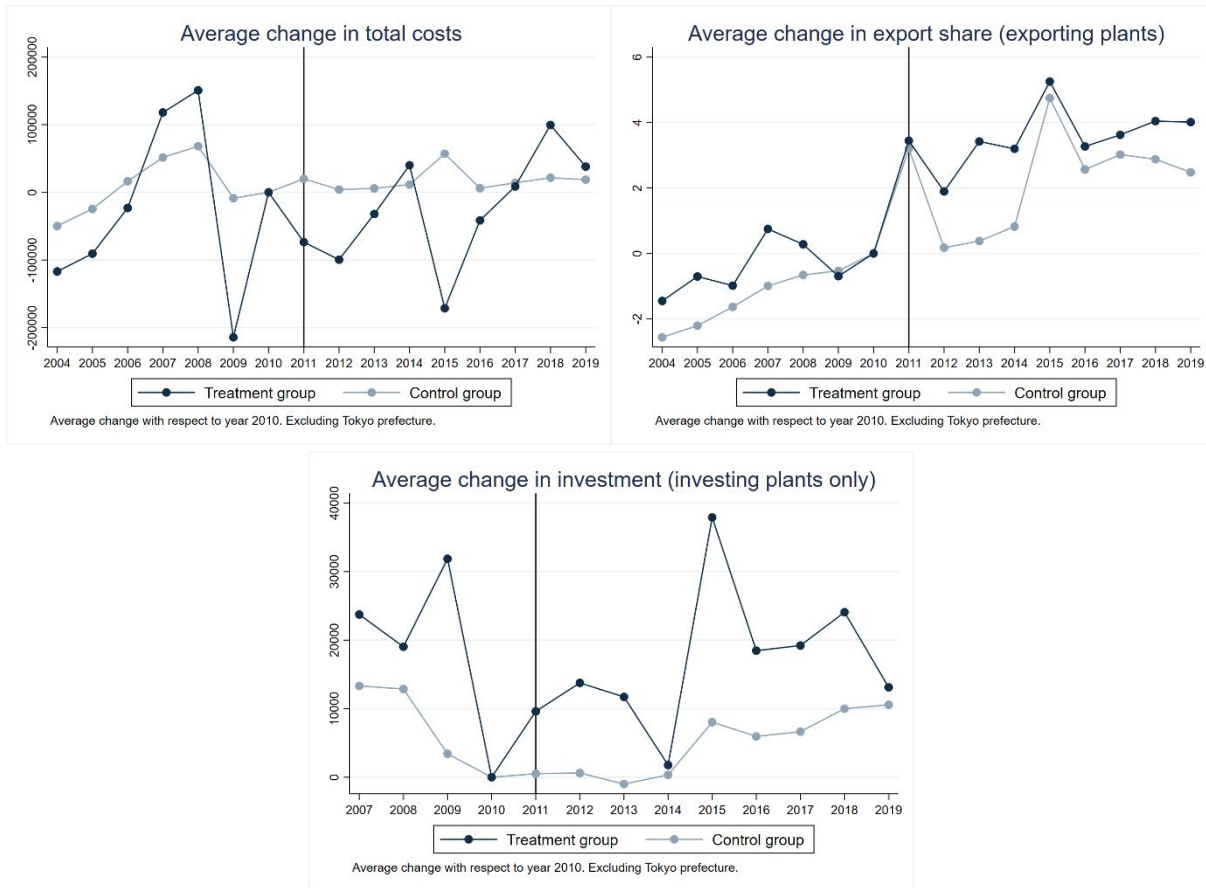 Average change in total costs
200000
100000
0
-100000
-200000
2004 2005 2006 2007 2008 2009 2010 2011 2012 2013 2014 2015 2016 2017 2018 2019
Treatment group Control group
Average change with respect to year 2010. Excluding Tokyo prefecture.
Average change in export share (exporting plants)
6
4
2
0
-2
2004 2005 2006 2007 2008 2009 2010 2011 2012 2013 2014 2015 2016 2017 2018 2019
Treatment group Control group
Average change with respect to year 2010. Excluding Tokyo prefecture.
Average change in investment (investing plants only)
40000
30000
20000
10000
0
2007 2008 2009 2010 2011 2012 2013 2014 2015 2016 2017 2018 2019
Treatment group Control group
Average change with respect to year 2010. Excluding Tokyo prefecture.